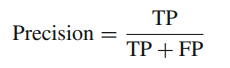 Precision = TP / TP + FP